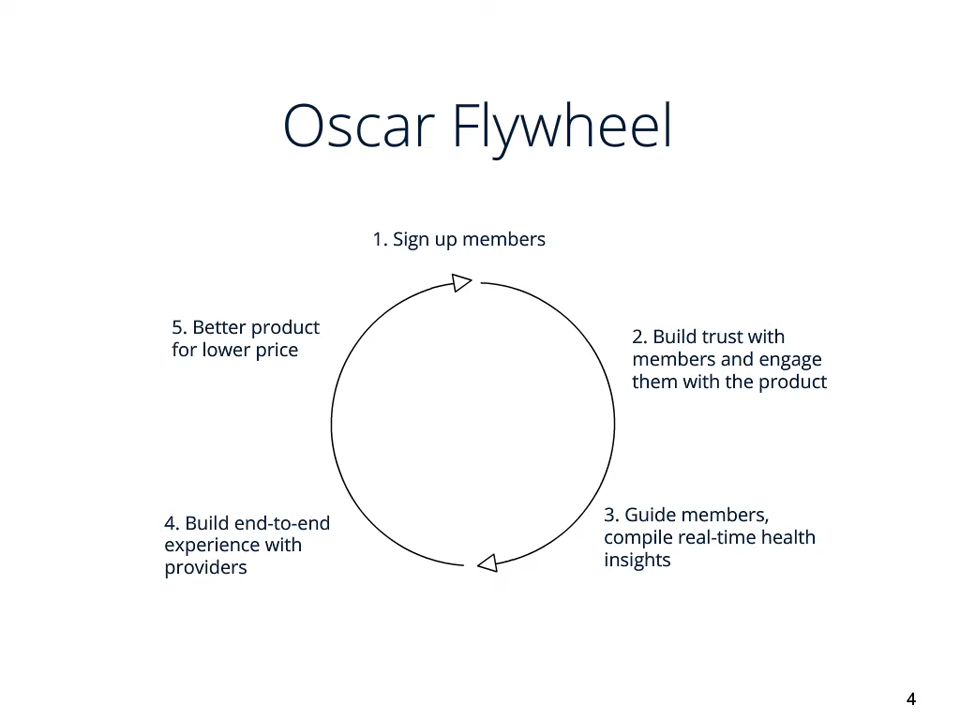 Oscar Flywheel
1. Sign up members
2. Build trust with
members and engage
them with the product
3. Guide members,
compile real-time health
insights
4. Build end-to-end
experience with
providers
5. Better product
for lower price
4